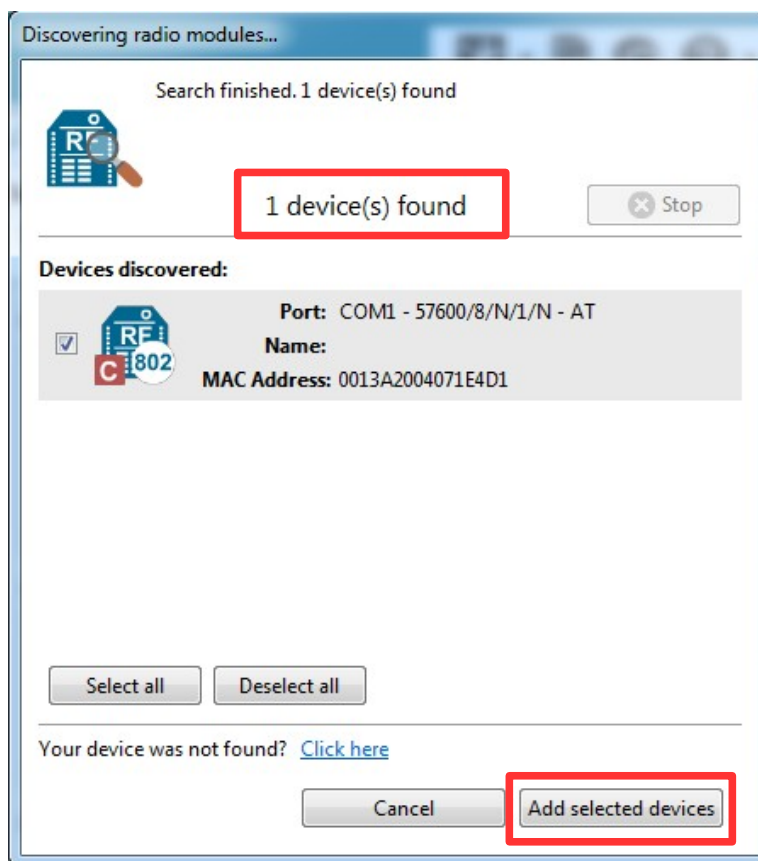 Discovering radio modules...
Search finished. 1 device(s) found
RF
1 device(s) found
Stop
Devices discovered:
RF
C 802
Port: COM1 - 57600/8/N/1/N - AT
Name:
MAC Address: 0013A2004071E4D1
Select all Deselect all
Your device was not found? Click here
Cancel Add selected devices